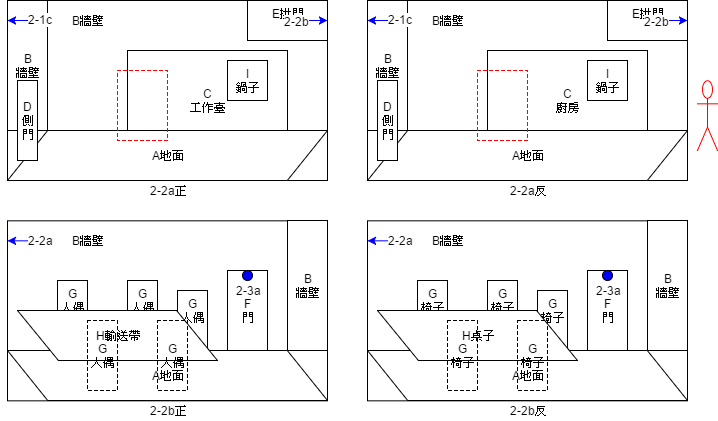 2-1c
B牆壁
E拱門
2-2b
B
牆壁
D
側
門
I
鍋子
C
工作臺
A地面
2-2a正
2-1c
B牆壁
E拱門
2-2b
B
牆壁
D
側
門
I
鍋子
C
廚房
A地面
2-2a反
2-2a
B牆壁
B
牆壁
G
人偶
G
人偶
G
人偶
2-3a
F
門
H輸送帶
G
人偶
G
人偶
A地面
2-2b正
2-2a
B牆壁
B
牆壁
G
椅子
G
椅子
G
椅子
2-3a
F
門
H桌子
G
椅子
G
椅子
A地面
2-2b反